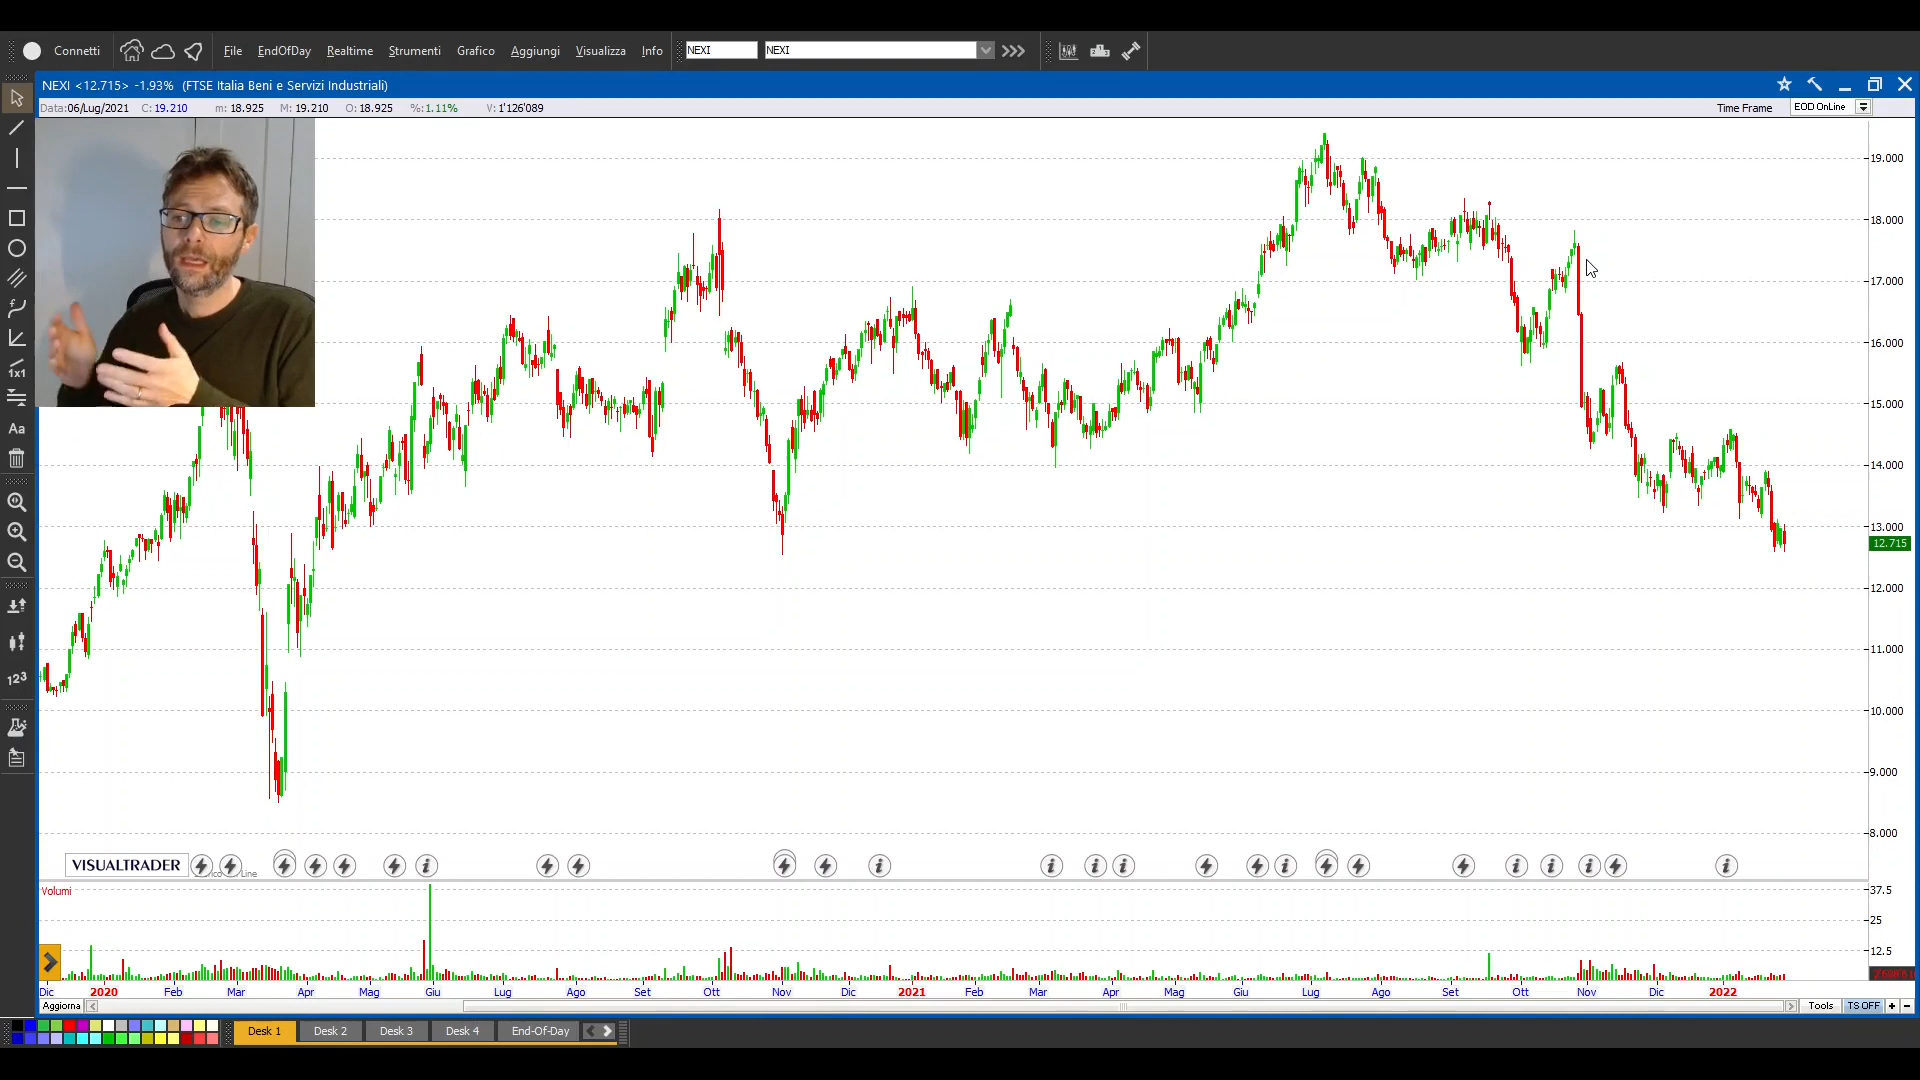 Connetti File EndOfDay Realtime Strumenti Grafico Aggiungi Visualizza Info NEXI NEXI
NEXI <12.715> -1.93% (FTSE Italia Beni e Servizi Industriali)
Data:06/Lug/2021 C: 19.210 m: 18.925 M: 19.210 O: 18.925 %: 1.11% V: 1'126'089 Time Frame EOD OnLine
19.000
18.000
17.000
16.000
15.000
14.000
13.000
12.715
12.000
11.000
10.000
9.000
8.000
1x1
Aa
123
VISUALTRADER
Line
Volumi
37.5
25
12.5
Dic 2020 Feb Mar Apr Mag Giu Lug Ago Set Ott Nov Dic 2021 Feb Mar Apr Mag Giu Lug Ago Set Ott Nov Dic 2022
Aggiorna Tools TS OFF
Desk 1 Desk 2 Desk 3 Desk 4 End-Of-Day